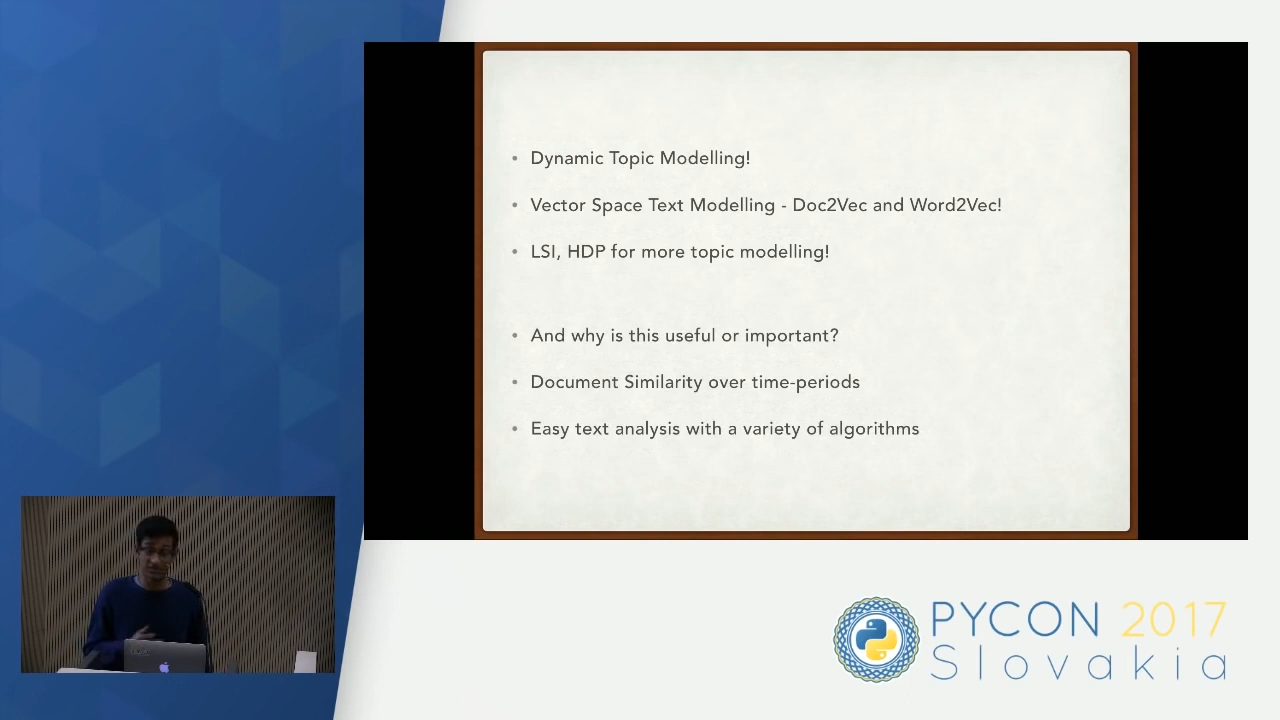 • Dynamic Topic Modelling!
• Vector Space Text Modelling - Doc2Vec and Word2Vec!
• LSI, HDP for more topic modelling!
• And why is this useful or important?
• Document Similarity over time-periods
• Easy text analysis with a variety of algorithms
PYCON 2017
Slovakia